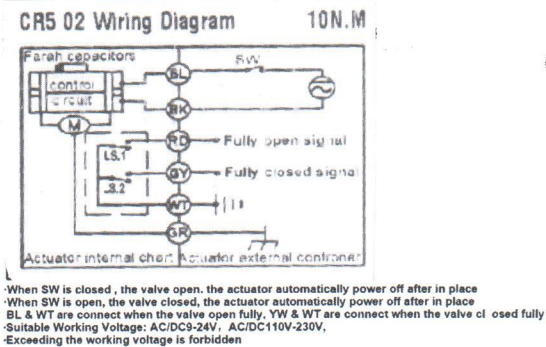 CR5 02 Wiring Diagram 10N.M
Farah capacitors
SW
BL
control
circuit
BK
M
RD
Fully open signal
LS.1
GY
Fully closed signal
LS.2
WT
GR
Actuator internal chart Actuator external controner
·When SW is closed , the valve open. the actuator automatically power off after in place
·When SW is open, the valve closed, the actuator automatically power off after in place
BL & WT are connect when the valve open fully, YW & WT are connect when the valve cl osed fully
·Suitable Working Voltage: AC/DC9-24V, AC/DC110V-230V,
·Exceeding the working voltage is forbidden